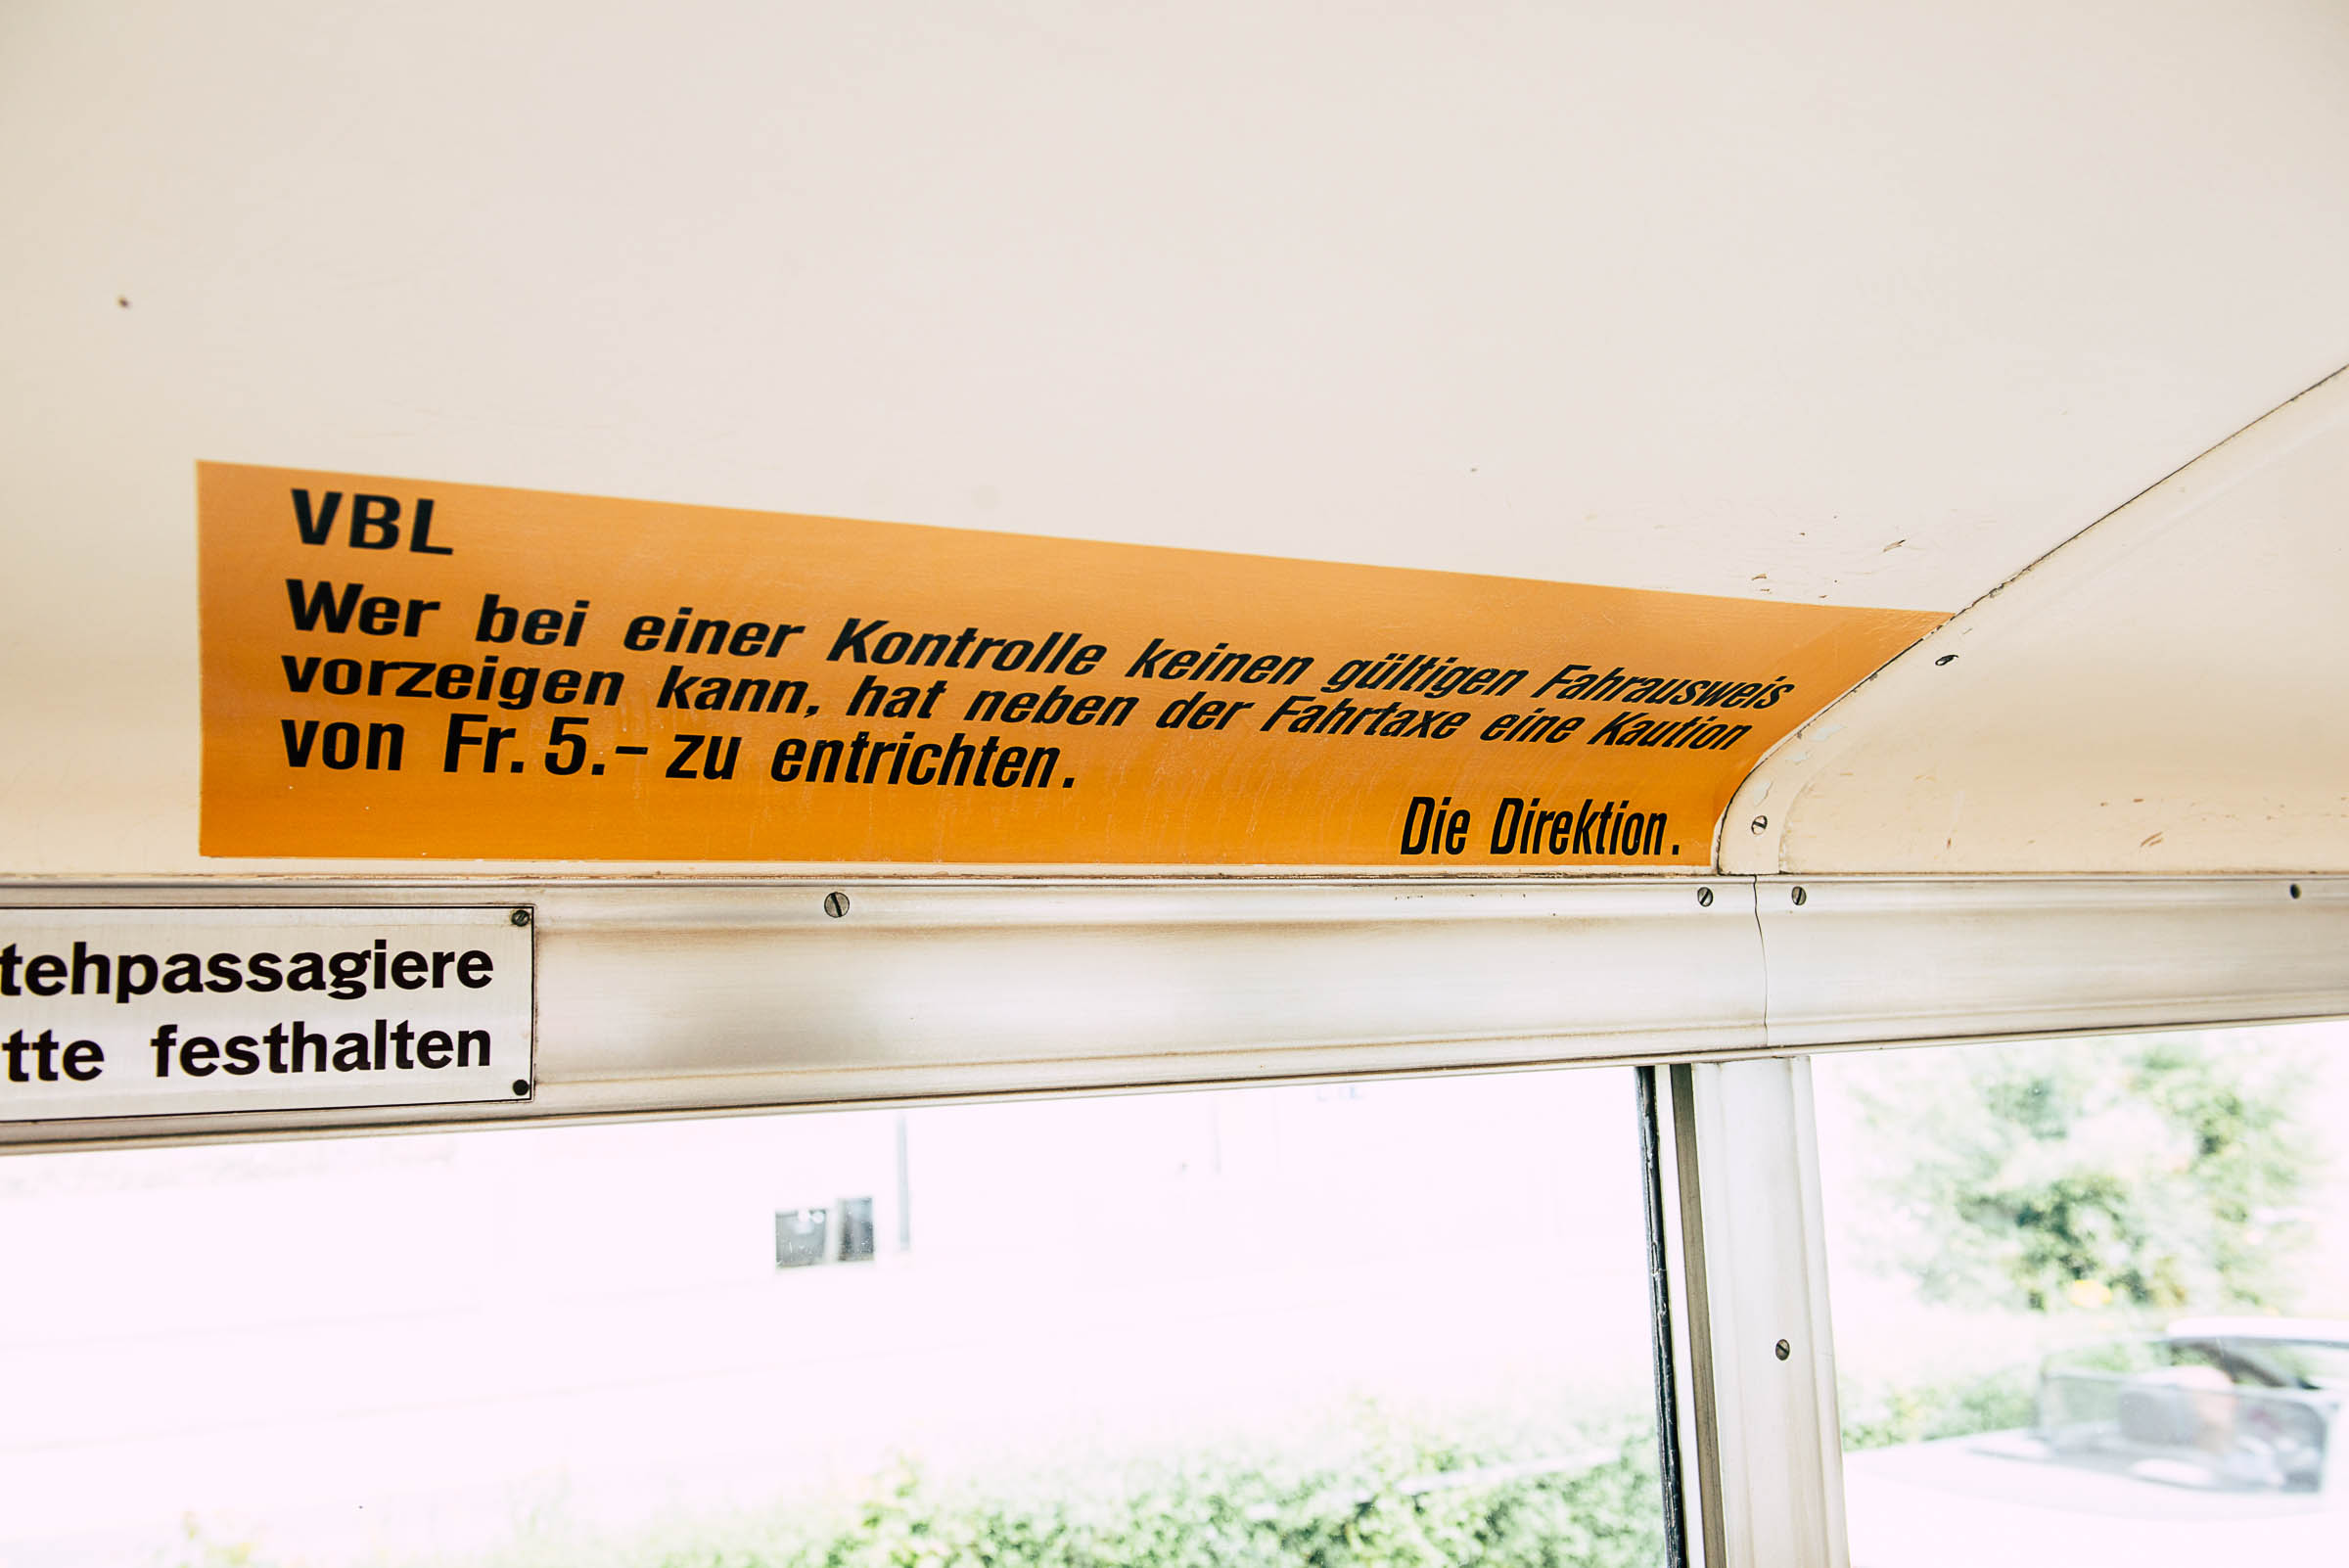 VBL
Wer bei einer Kontrolle keinen gültigen Fahrausweis
vorzeigen kann, hat neben der Fahrtaxe eine Kaution
von Fr. 5.– zu entrichten.
Die Direktion.
tehpassagiere
tte festhalten